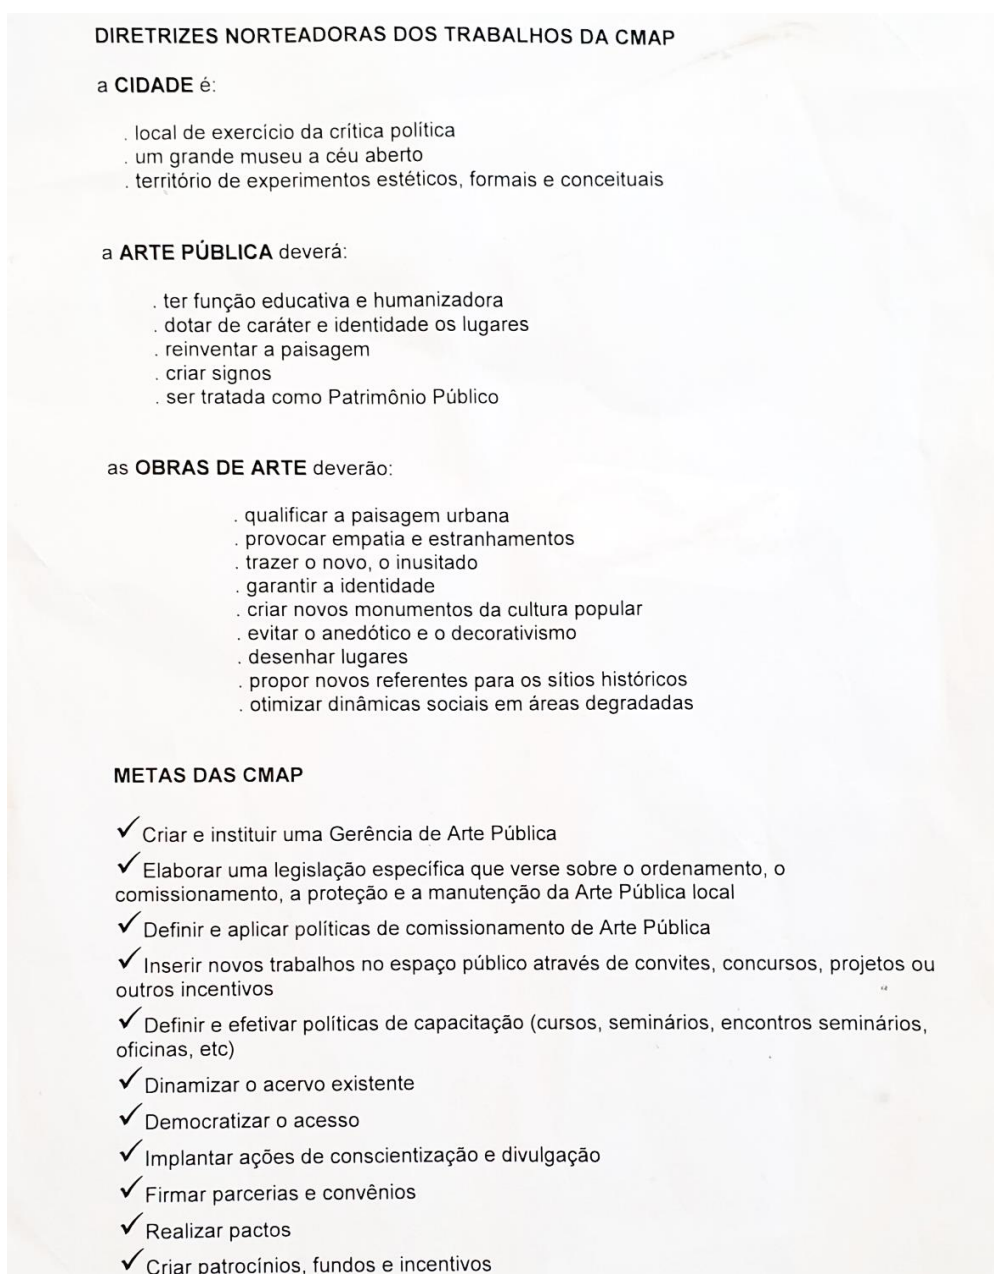 DIRETRIZES NORTEADORAS DOS TRABALHOS DA CMAP
a CIDADE é:
. local de exercício da crítica política
. um grande museu a céu aberto
. território de experimentos estéticos, formais e conceituais
a ARTE PÚBLICA deverá:
. ter função educativa e humanizadora
. dotar de caráter e identidade os lugares
. reinventar a paisagem
. criar signos
. ser tratada como Patrimônio Público
as OBRAS DE ARTE deverão:
. qualificar a paisagem urbana
. provocar empatia e estranhamentos
. trazer o novo, o inusitado
. garantir a identidade
. criar novos monumentos da cultura popular
. evitar o anedótico e o decorativismo
. desenhar lugares
. propor novos referentes para os sítios históricos
. otimizar dinâmicas sociais em áreas degradadas
METAS DAS CMAP
✓ Criar e instituir uma Gerência de Arte Pública
✓ Elaborar uma legislação específica que verse sobre o ordenamento, o
comissionamento, a proteção e a manutenção da Arte Pública local
✓ Definir e aplicar políticas de comissionamento de Arte Pública
✓ Inserir novos trabalhos no espaço público através de convites, concursos, projetos ou
outros incentivos
✓ Definir e efetivar políticas de capacitação (cursos, seminários, encontros seminários,
oficinas, etc)
✓ Dinamizar o acervo existente
✓ Democratizar o acesso
✓ Implantar ações de conscientização e divulgação
✓ Firmar parcerias e convênios
✓ Realizar pactos
✓ Criar patrocínios, fundos e incentivos